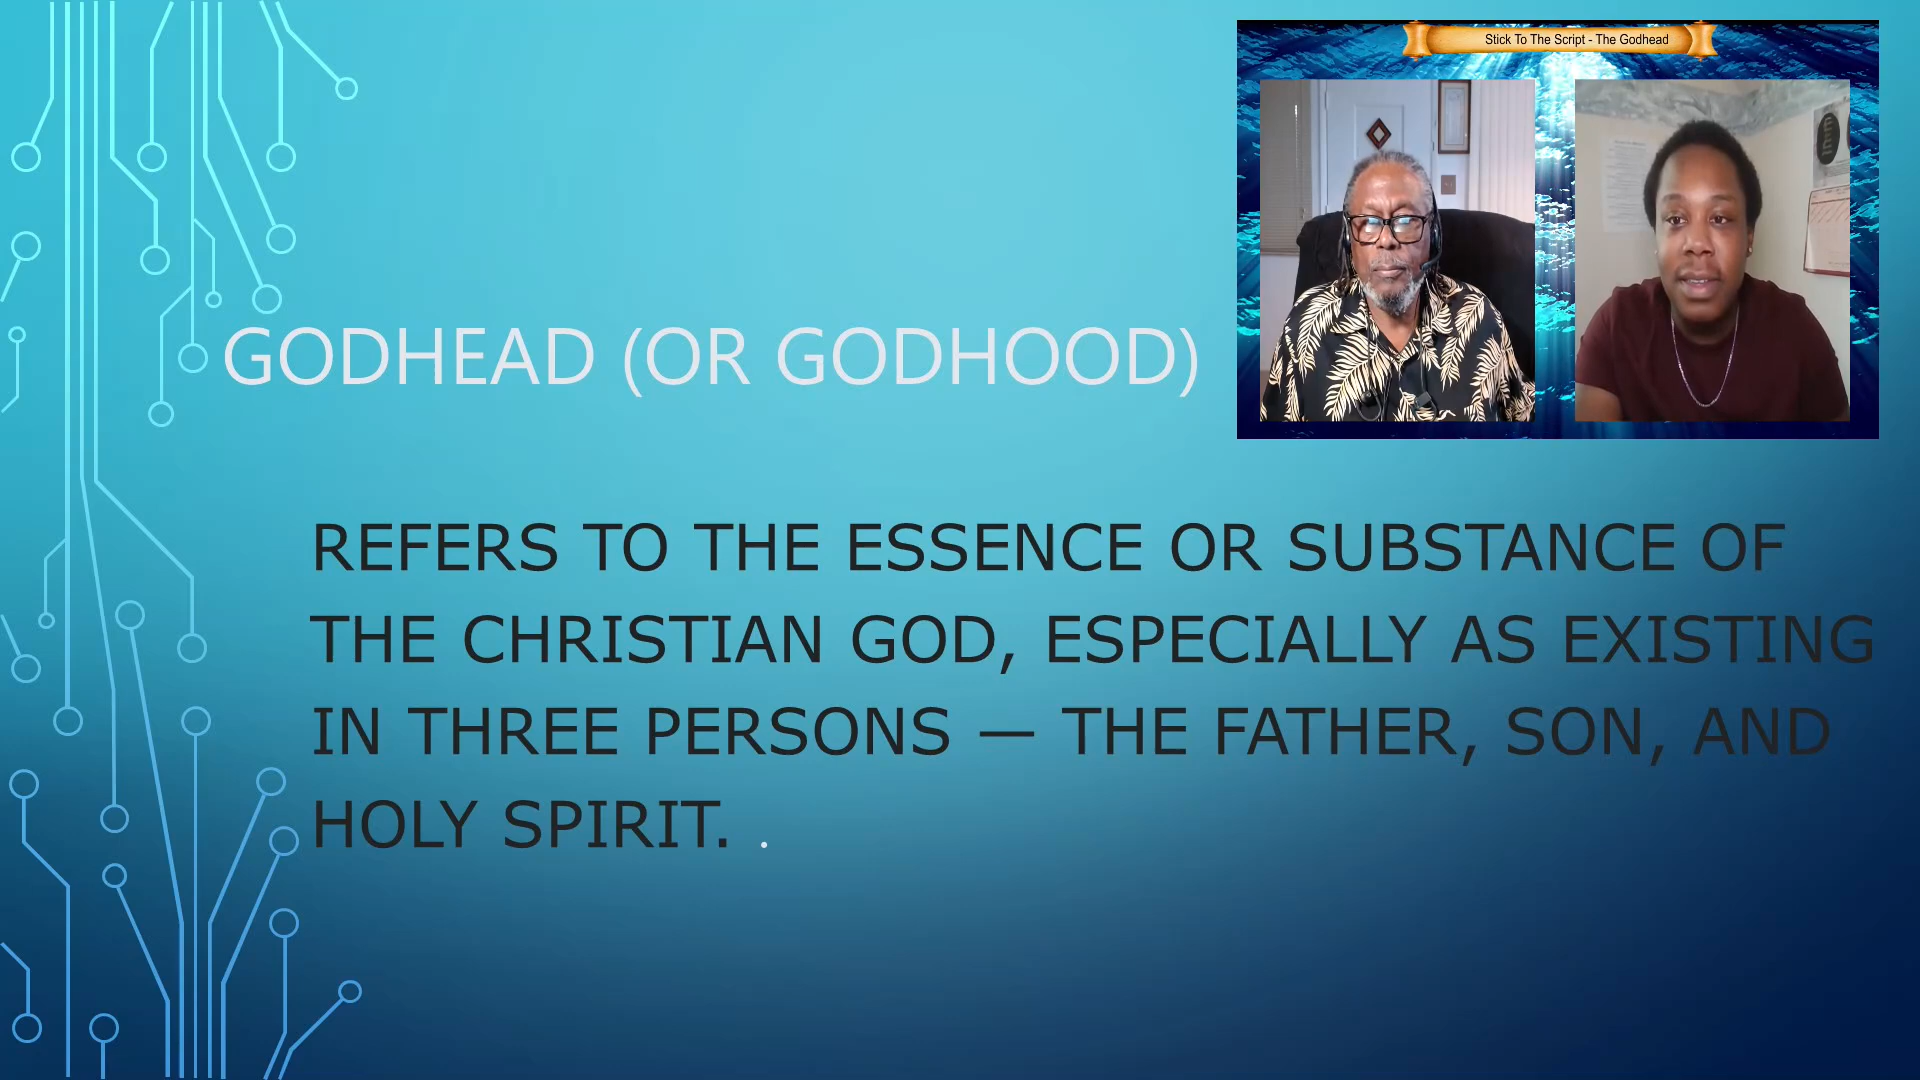 Stick To The Script - The Godhead
GODHEAD (OR GODHOOD)
REFERS TO THE ESSENCE OR SUBSTANCE OF
THE CHRISTIAN GOD, ESPECIALLY AS EXISTING
IN THREE PERSONS — THE FATHER, SON, AND
HOLY SPIRIT. .